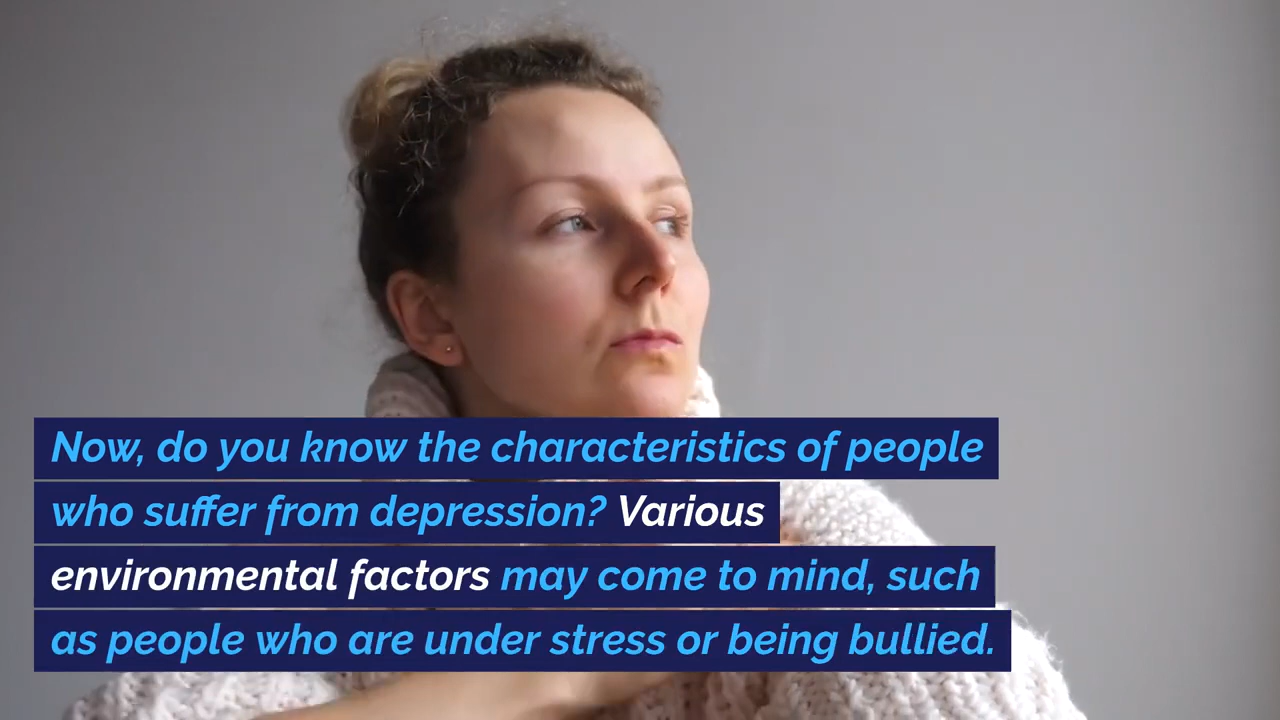 Now, do you know the characteristics of people
who suffer from depression? Various
environmental factors may come to mind, such
as people who are under stress or being bullied.